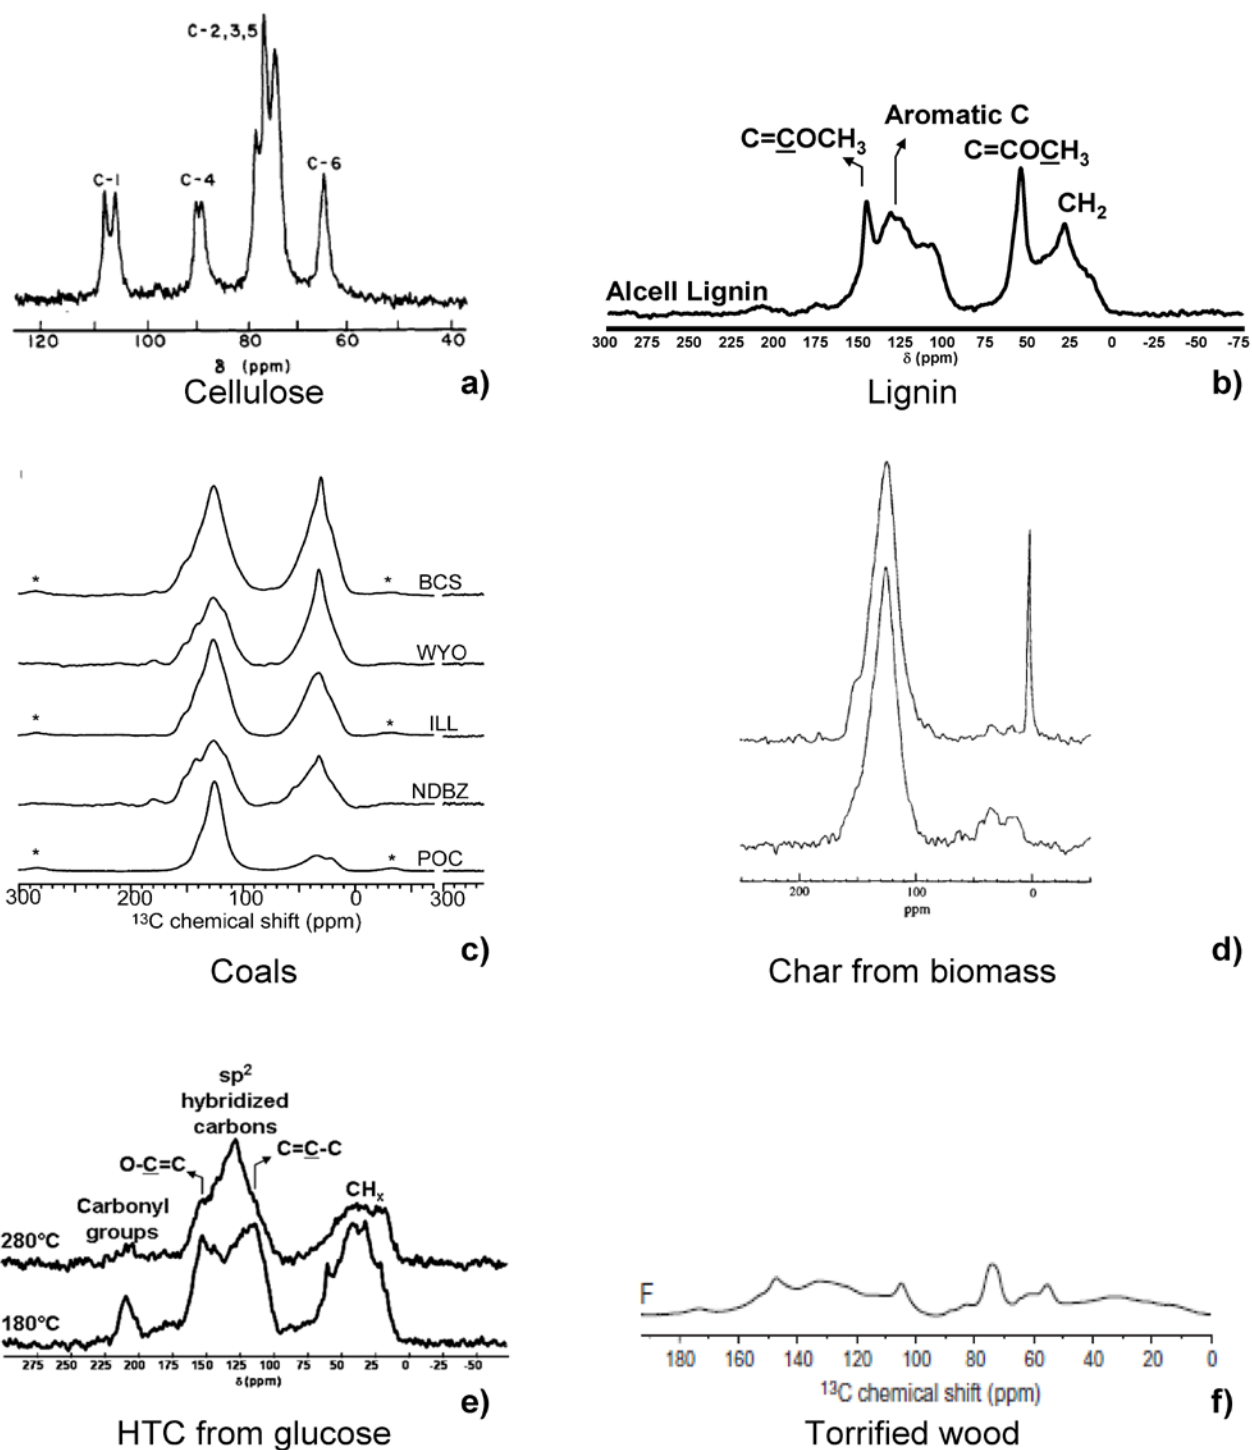 C-2,3,5
C-1
C-4
C-6
120 100 80 60 40
δ (ppm)
Cellulose
a)
Aromatic C
C=COCH3
C=COCH3
CH2
Alcell Lignin
300 275 250 225 200 175 150 125 100 75 50 25 0 -25 -50 -75
δ (ppm)
Lignin
b)
* * BCS
WYO
* * ILL
NDBZ
* * POC
300 200 100 0 300
13C chemical shift (ppm)
Coals
c)
200 100 0
ppm
Char from biomass
d)
sp2
hybridized
carbons
O-C=C
C=C-C
Carbonyl
groups
CHx
280°C
180°C
275 250 225 200 175 150 125 100 75 50 25 0 -25 -50
δ (ppm)
HTC from glucose
e)
F
180 160 140 120 100 80 60 40 20 0
13C chemical shift (ppm)
Torrified wood
f)